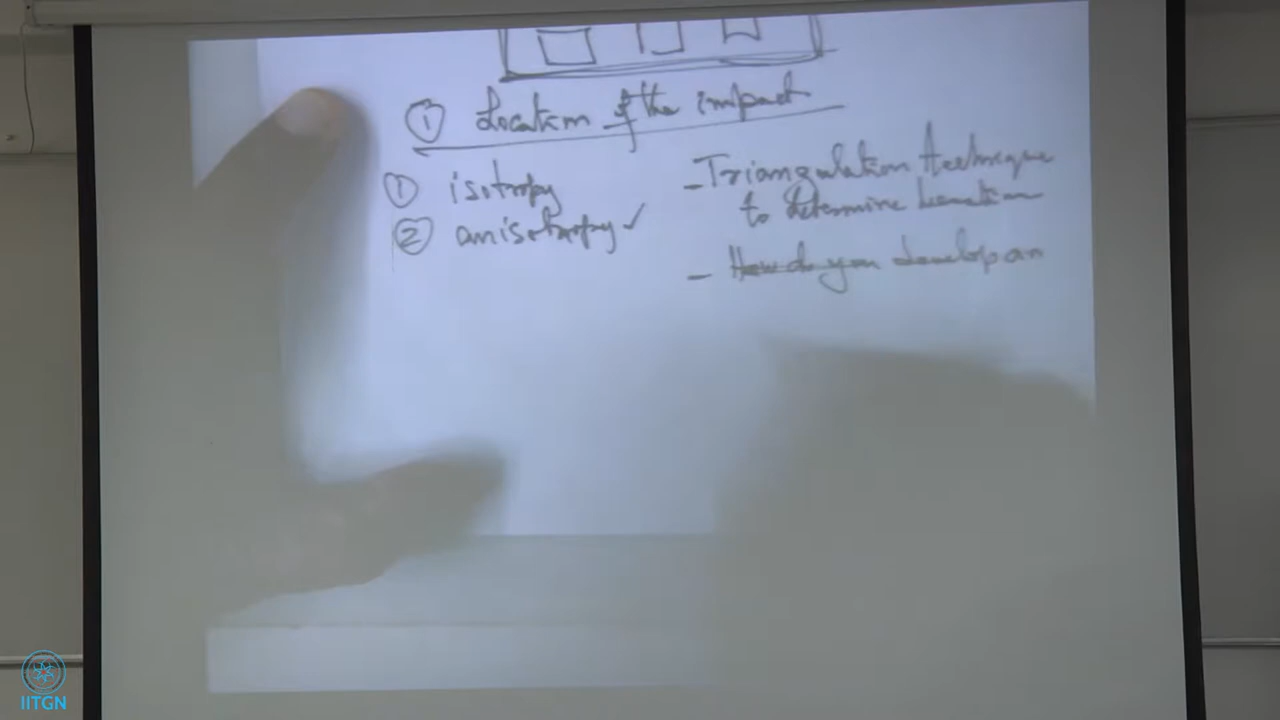 ① Location of the impact
① isotropy
② anisotropy ✓
- Triangulation technique
to determine location
- How do you develop an
IITGN